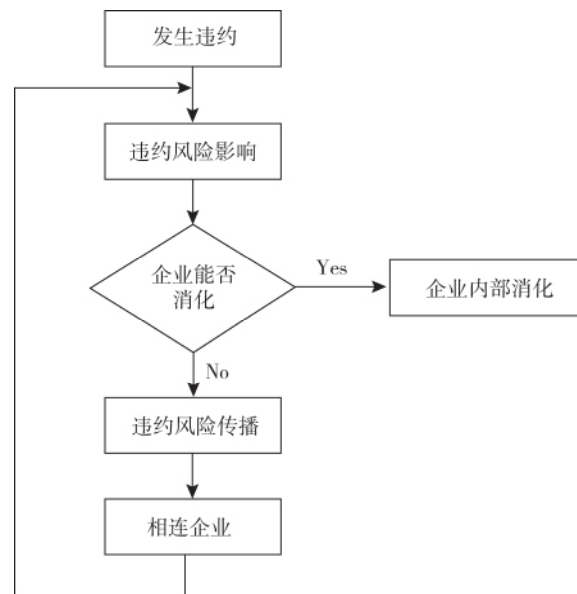 发生违约
违约风险影响
企业能否
消化
Yes
企业内部消化
No
违约风险传播
相连企业